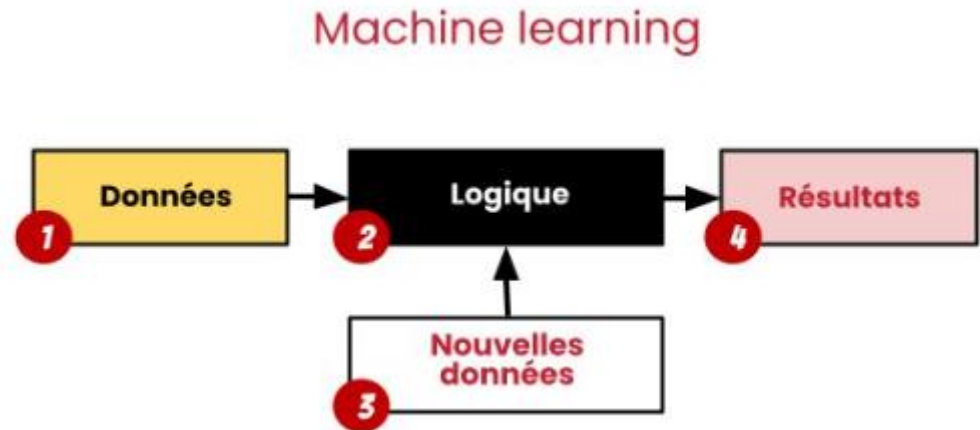 Machine learning
Données
1
Logique
2
Résultats
4
Nouvelles
données
3